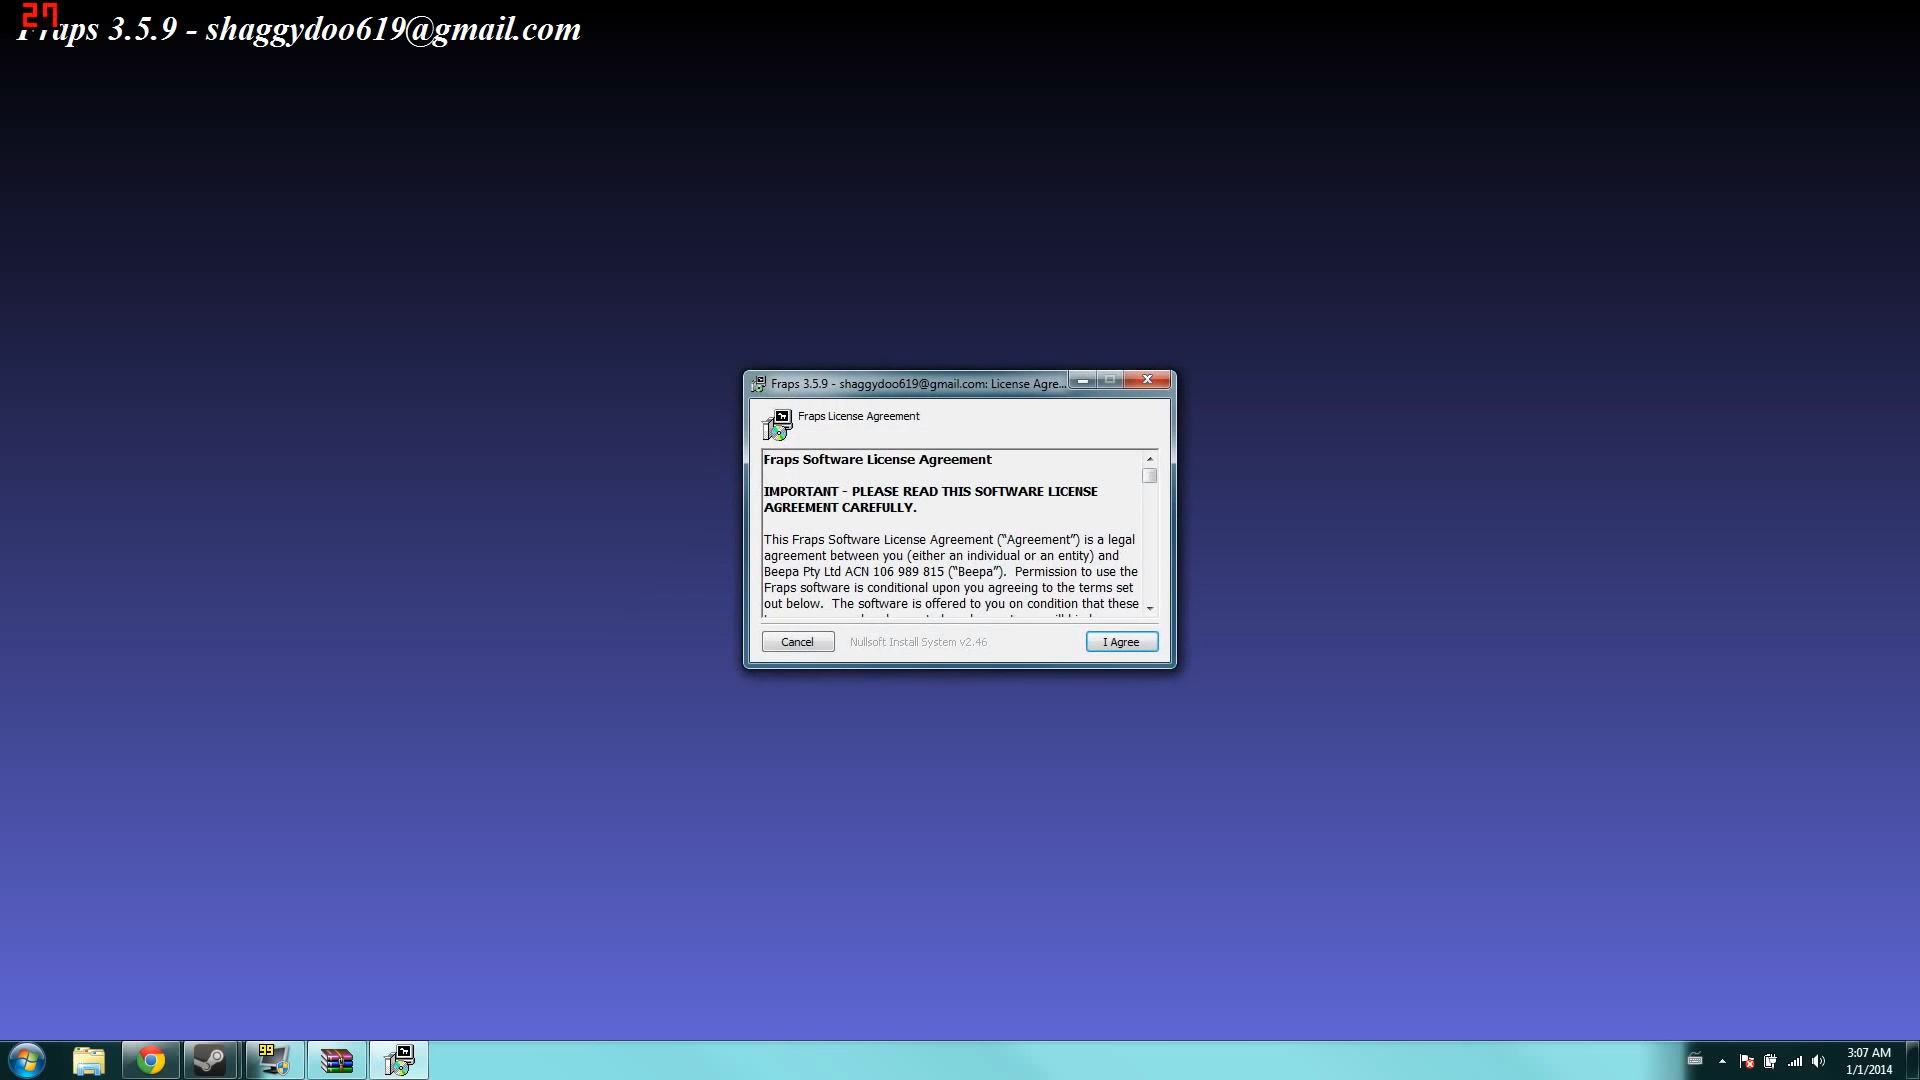 27
Fraps 3.5.9 - shaggydoo619@gmail.com
Fraps 3.5.9 - shaggydoo619@gmail.com: License Agre...
Fraps License Agreement
Fraps Software License Agreement
IMPORTANT - PLEASE READ THIS SOFTWARE LICENSE
AGREEMENT CAREFULLY.
This Fraps Software License Agreement (“Agreement”) is a legal
agreement between you (either an individual or an entity) and
Beepa Pty Ltd ACN 106 989 815 (“Beepa”).  Permission to use the
Fraps software is conditional upon you agreeing to the terms set
out below.  The software is offered to you on condition that these
Cancel
Nullsoft Install System v2.46
I Agree
99
3:07 AM
1/1/2014